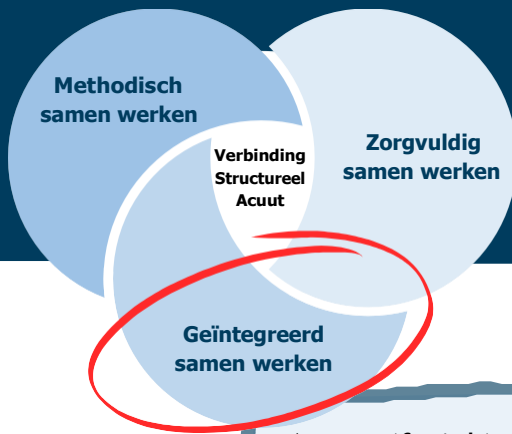 Methodisch
samen werken
Zorgvuldig
samen werken
Verbinding
Structureel
Acuut
Geïntegreerd
samen werken